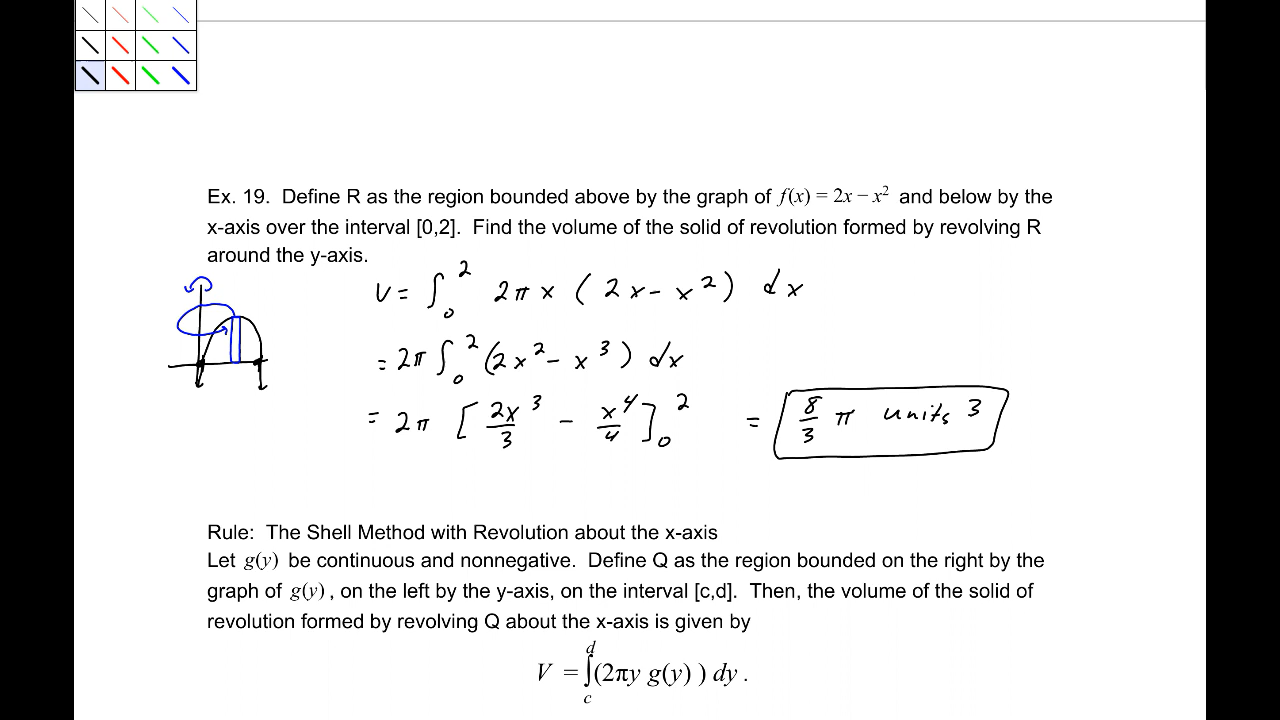 Ex. 19.  Define R as the region bounded above by the graph of f(x) = 2x − x² and below by the
x-axis over the interval [0,2].  Find the volume of the solid of revolution formed by revolving R
around the y-axis.
V = ∫₀² 2πx (2x − x²) dx
= 2π ∫₀² (2x² − x³) dx
= 2π [2x³/3 − x⁴/4]₀² = 8/3 π units³
Rule:  The Shell Method with Revolution about the x-axis
Let g(y) be continuous and nonnegative.  Define Q as the region bounded on the right by the
graph of g(y), on the left by the y-axis, on the interval [c,d].  Then, the volume of the solid of
revolution formed by revolving Q about the x-axis is given by
V = ∫_c^d (2πy g(y)) dy.